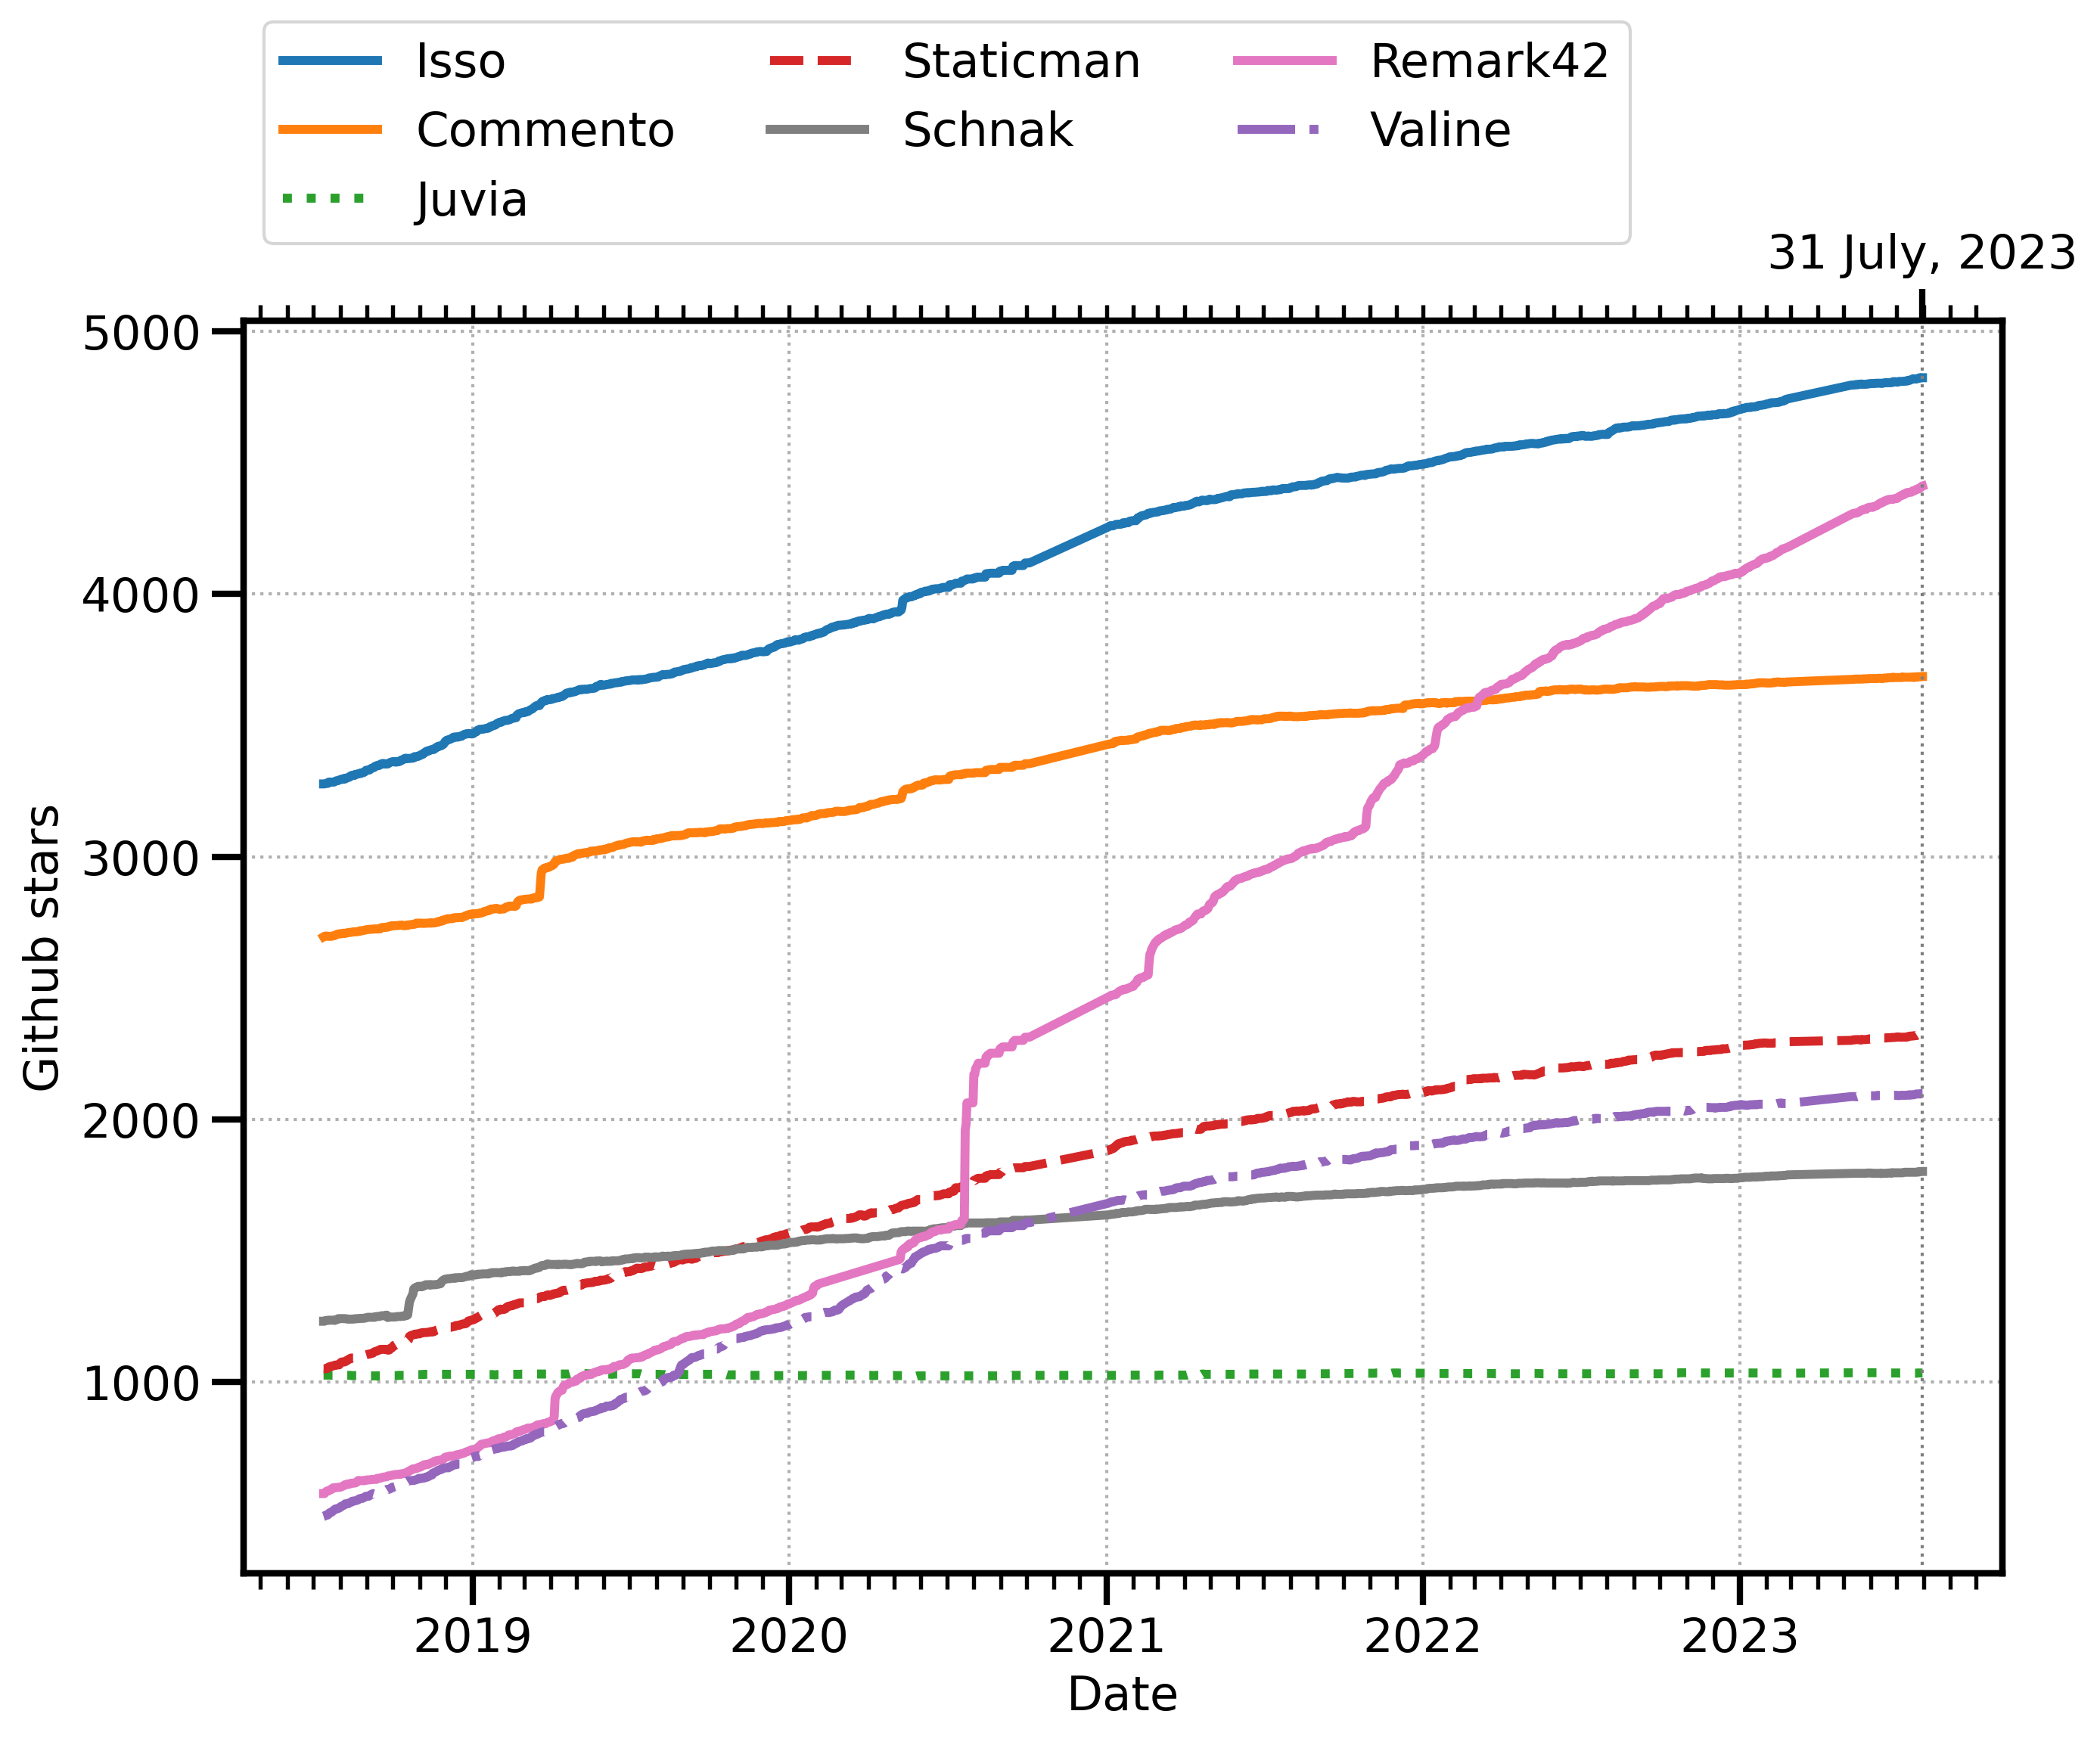 Isso
Commento
Juvia
Staticman
Schnak
Remark42
Valine
31 July, 2023
5000
4000
3000
2000
1000
Github stars
2019 2020 2021 2022 2023
Date